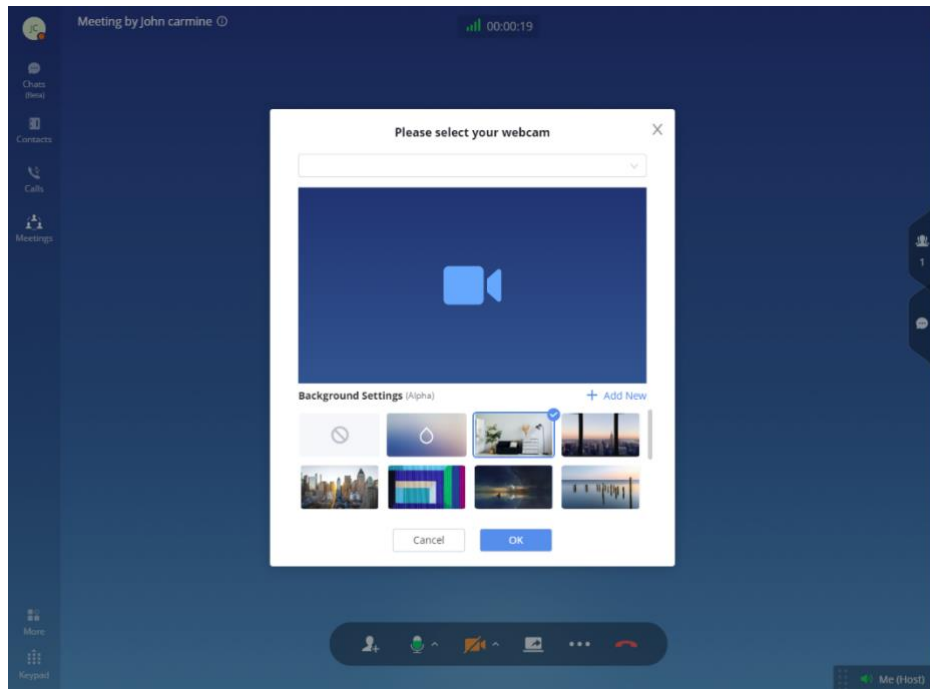 JC
Meeting by John carmine
00:00:19
Chats
(Beta)
Contacts
Calls
Meetings
Please select your webcam
1
Background Settings (Alpha)
+ Add New
Cancel
OK
More
Keypad
Me (Host)